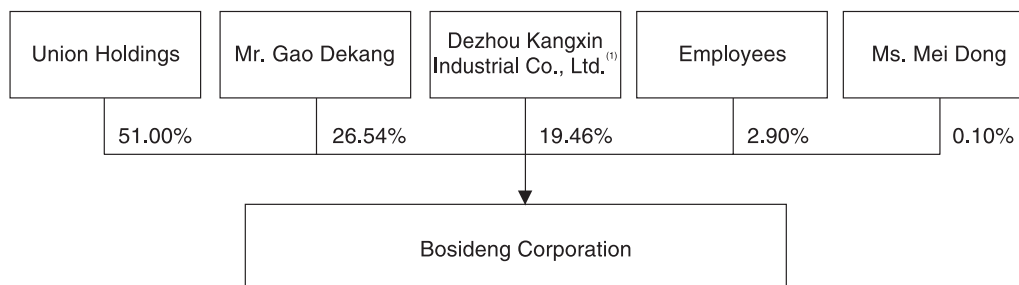 Union Holdings
Mr. Gao Dekang
Dezhou Kangxin
Industrial Co., Ltd.(1)
Employees
Ms. Mei Dong
51.00%
26.54%
19.46%
2.90%
0.10%
Bosideng Corporation